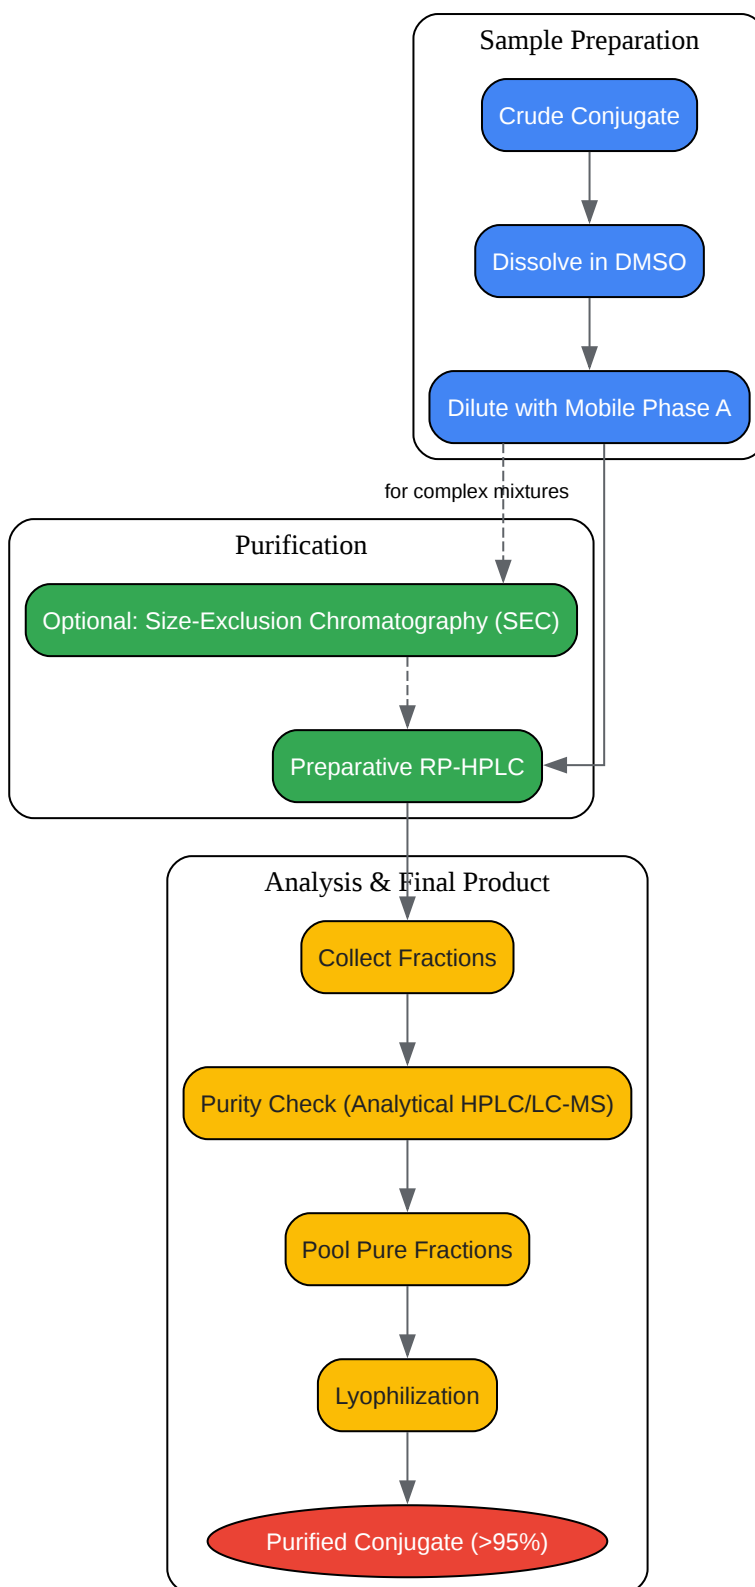 Sample Preparation
Crude Conjugate
Dissolve in DMSO
Dilute with Mobile Phase A
for complex mixtures
Purification
Optional: Size-Exclusion Chromatography (SEC)
Preparative RP-HPLC
Analysis & Final Product
Collect Fractions
Purity Check (Analytical HPLC/LC-MS)
Pool Pure Fractions
Lyophilization
Purified Conjugate (>95%)